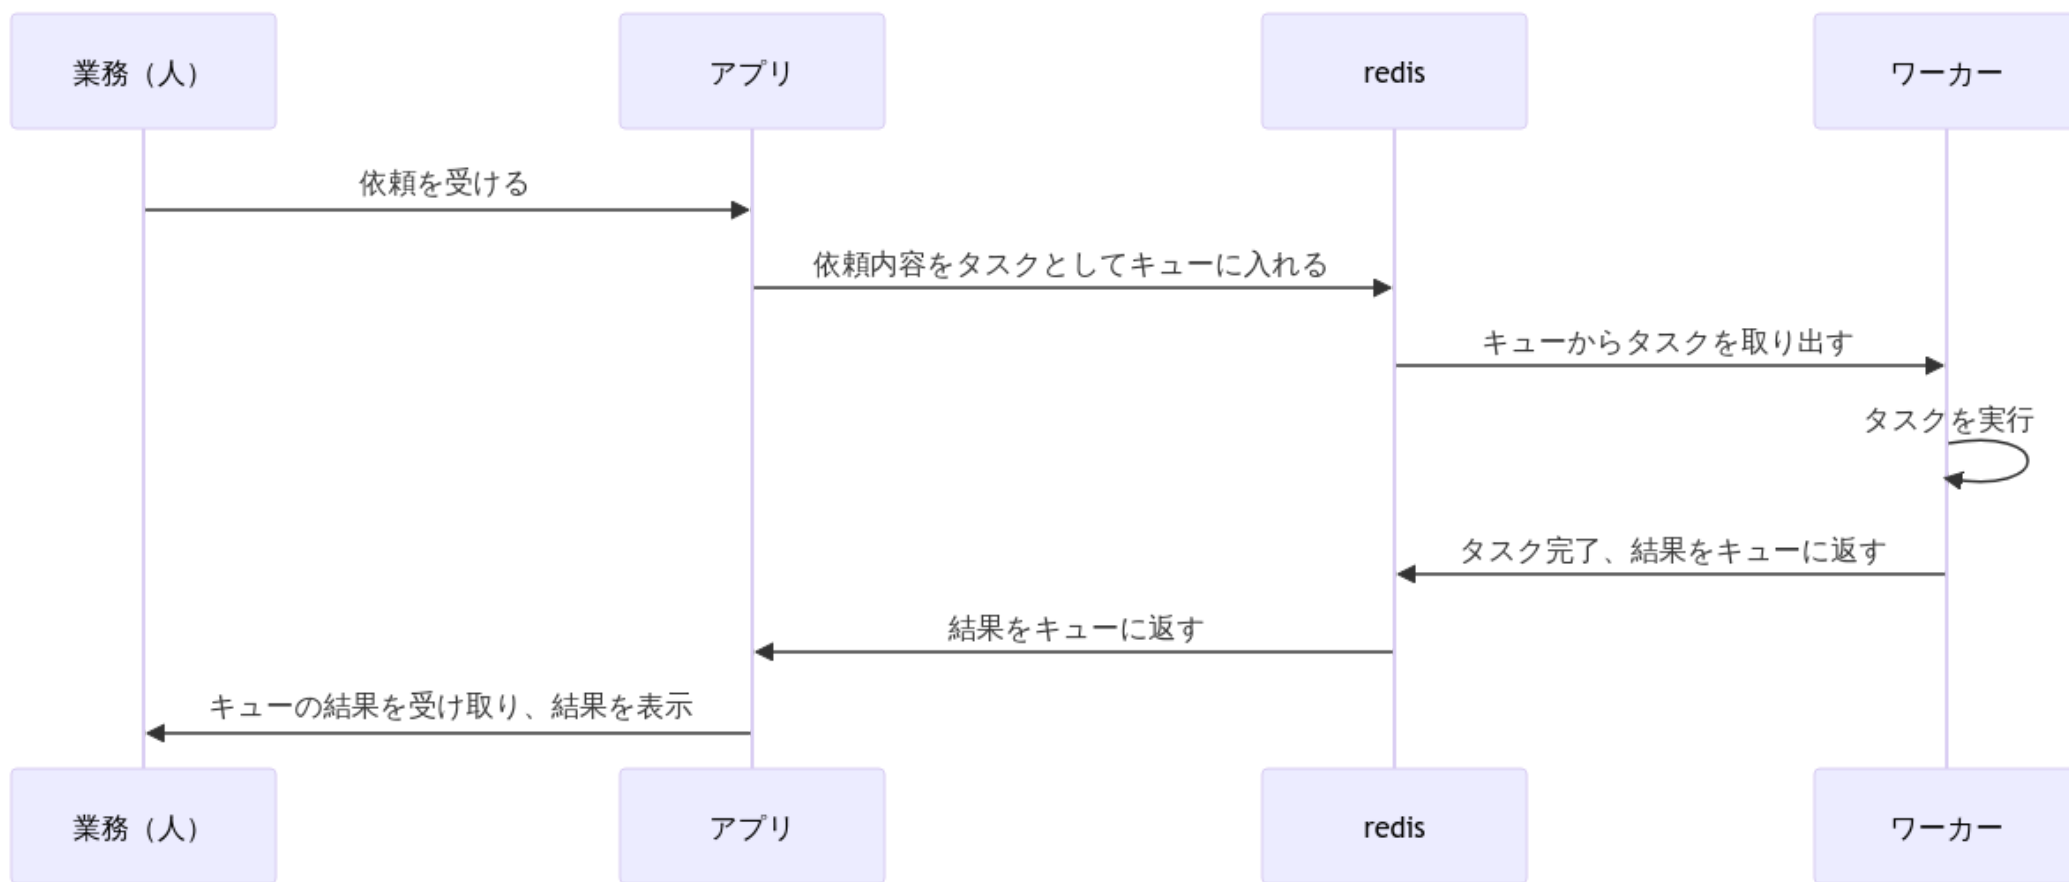 業務（人）
アプリ
redis
ワーカー
依頼を受ける
依頼内容をタスクとしてキューに入れる
キューからタスクを取り出す
タスクを実行
タスク完了、結果をキューに返す
結果をキューに返す
キューの結果を受け取り、結果を表示
業務（人）
アプリ
redis
ワーカー